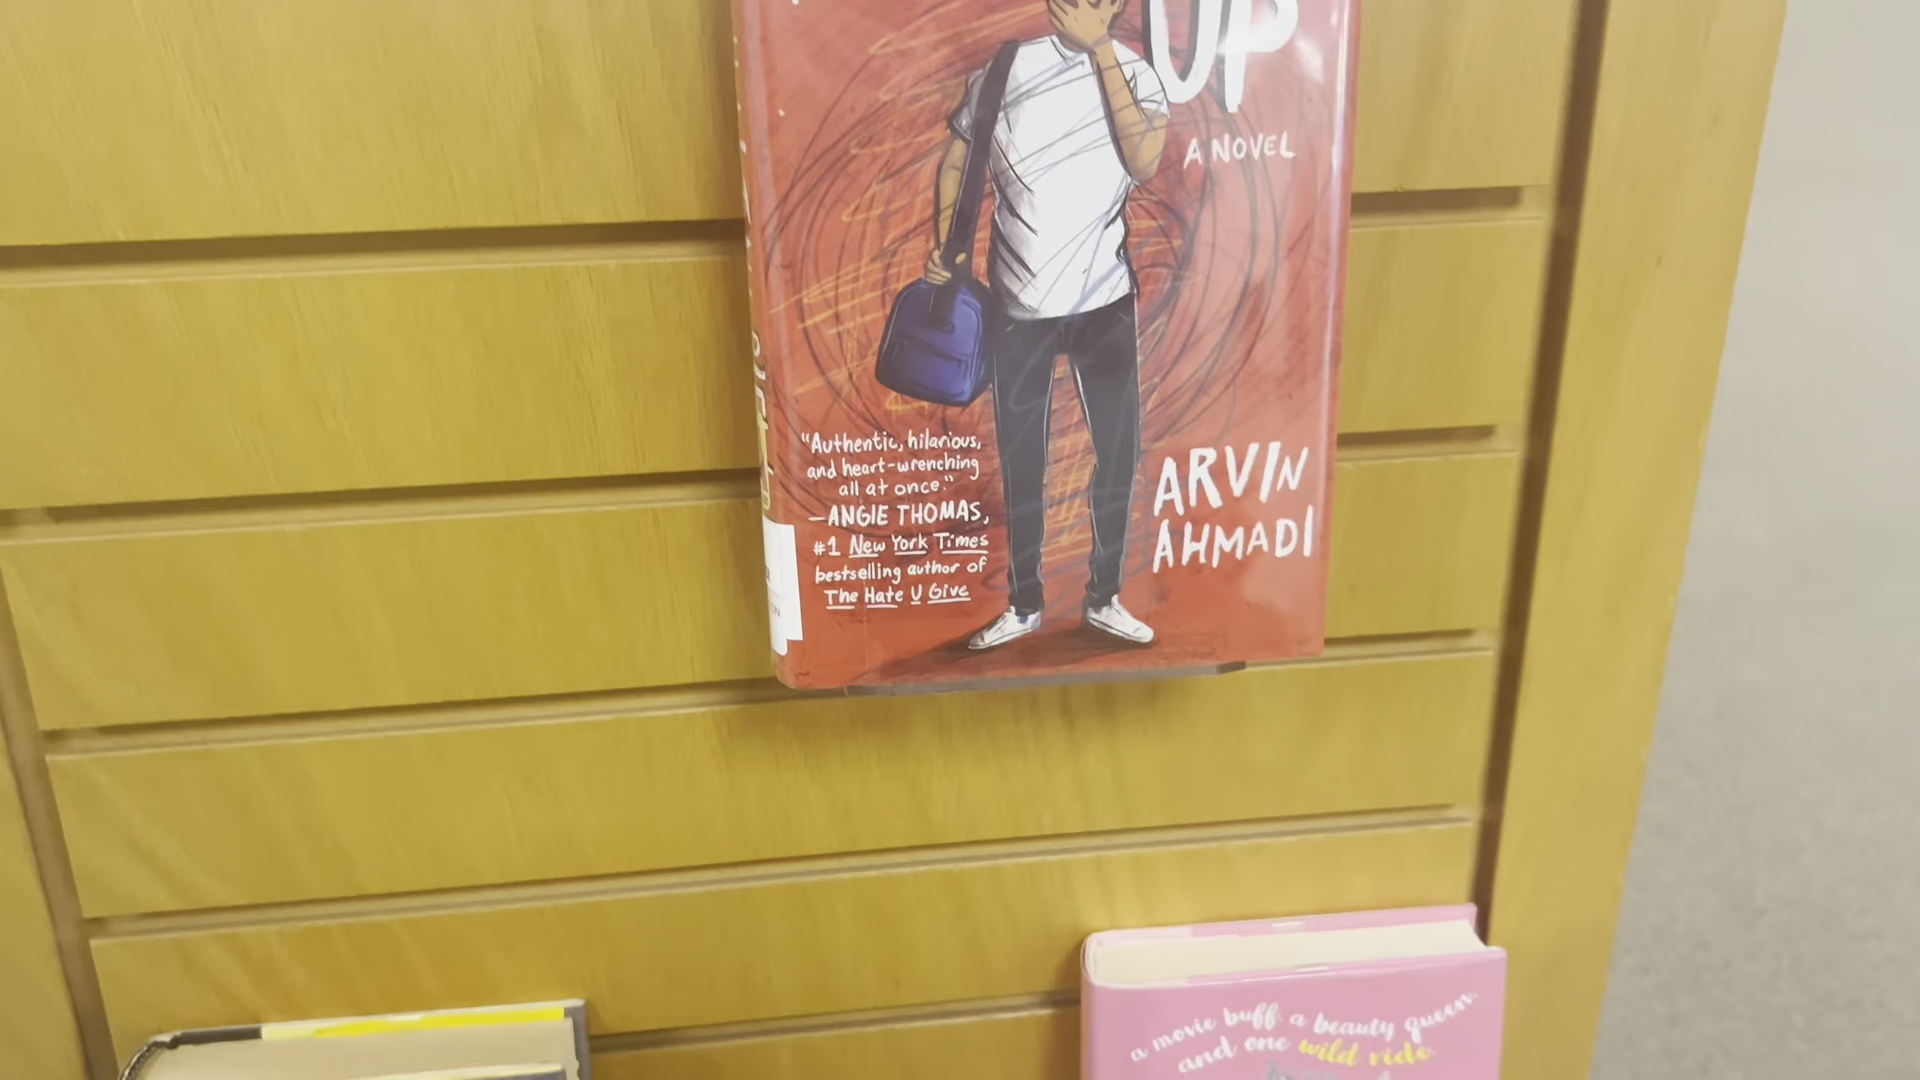 UP
A NOVEL
"Authentic, hilarious,
and heart-wrenching
all at once."
—ANGIE THOMAS,
#1 New York Times
bestselling author of
The Hate U Give
ARVIN
AHMADI
a movie buff. a beauty queen.
and one wild ride.